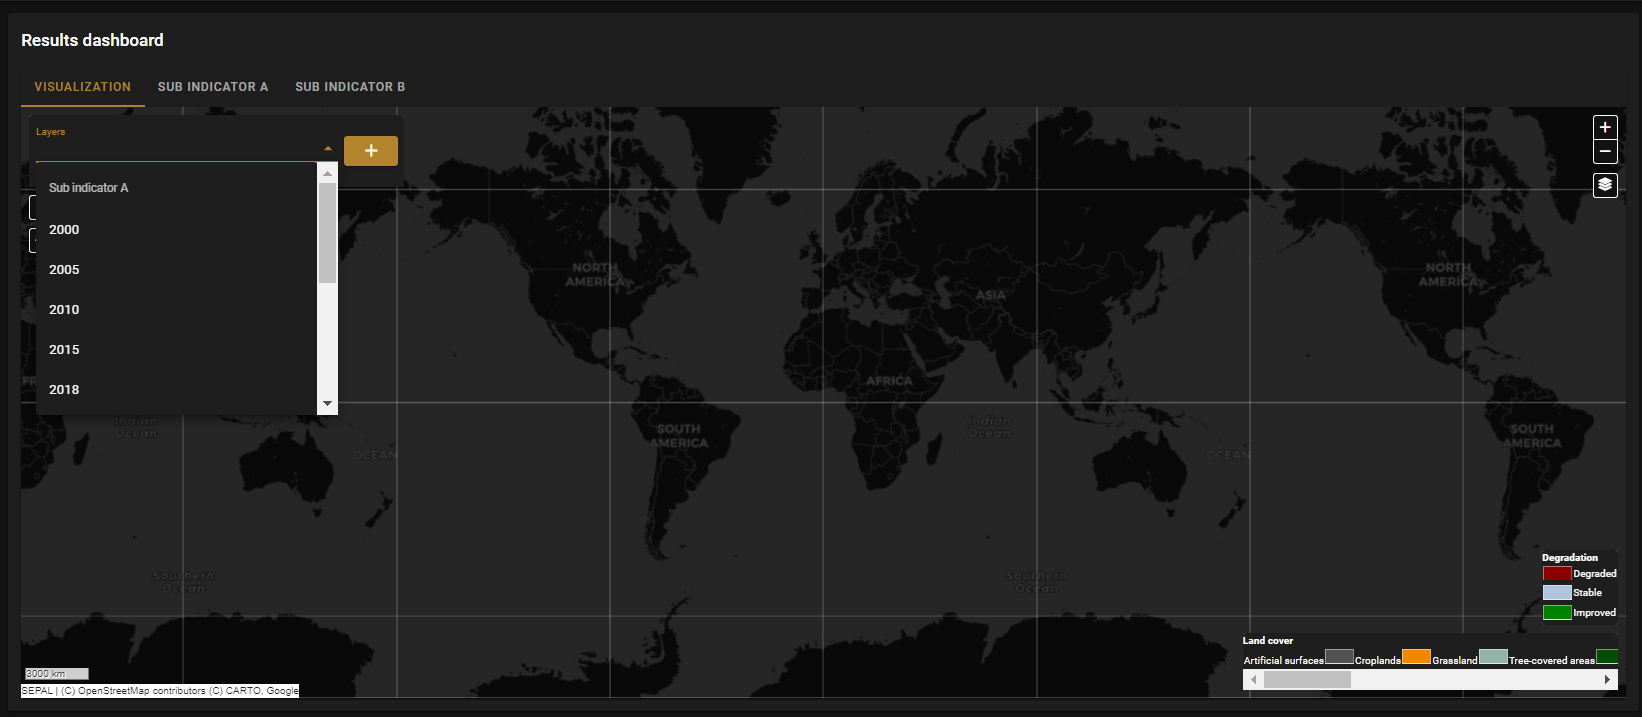 Results dashboard
VISUALIZATION SUB INDICATOR A SUB INDICATOR B
Layers
+
+
−
Sub indicator A
2000
2005
2010
2015
2018
NORTH
AMERICA
ASIA
NORTH
AMERICA
AFRICA
FR
Indian
Ocean
OCEAN
SOUTH
AMERICA
Indian
Ocean
OCEAN
SOUTH
AMERICA
Southern
Ocean
Southern
Ocean
Degradation
Degraded
Stable
Improved
Land cover
Artificial surfaces Croplands Grassland Tree-covered areas
3000 km
SEPAL | (C) OpenStreetMap contributors (C) CARTO, Google